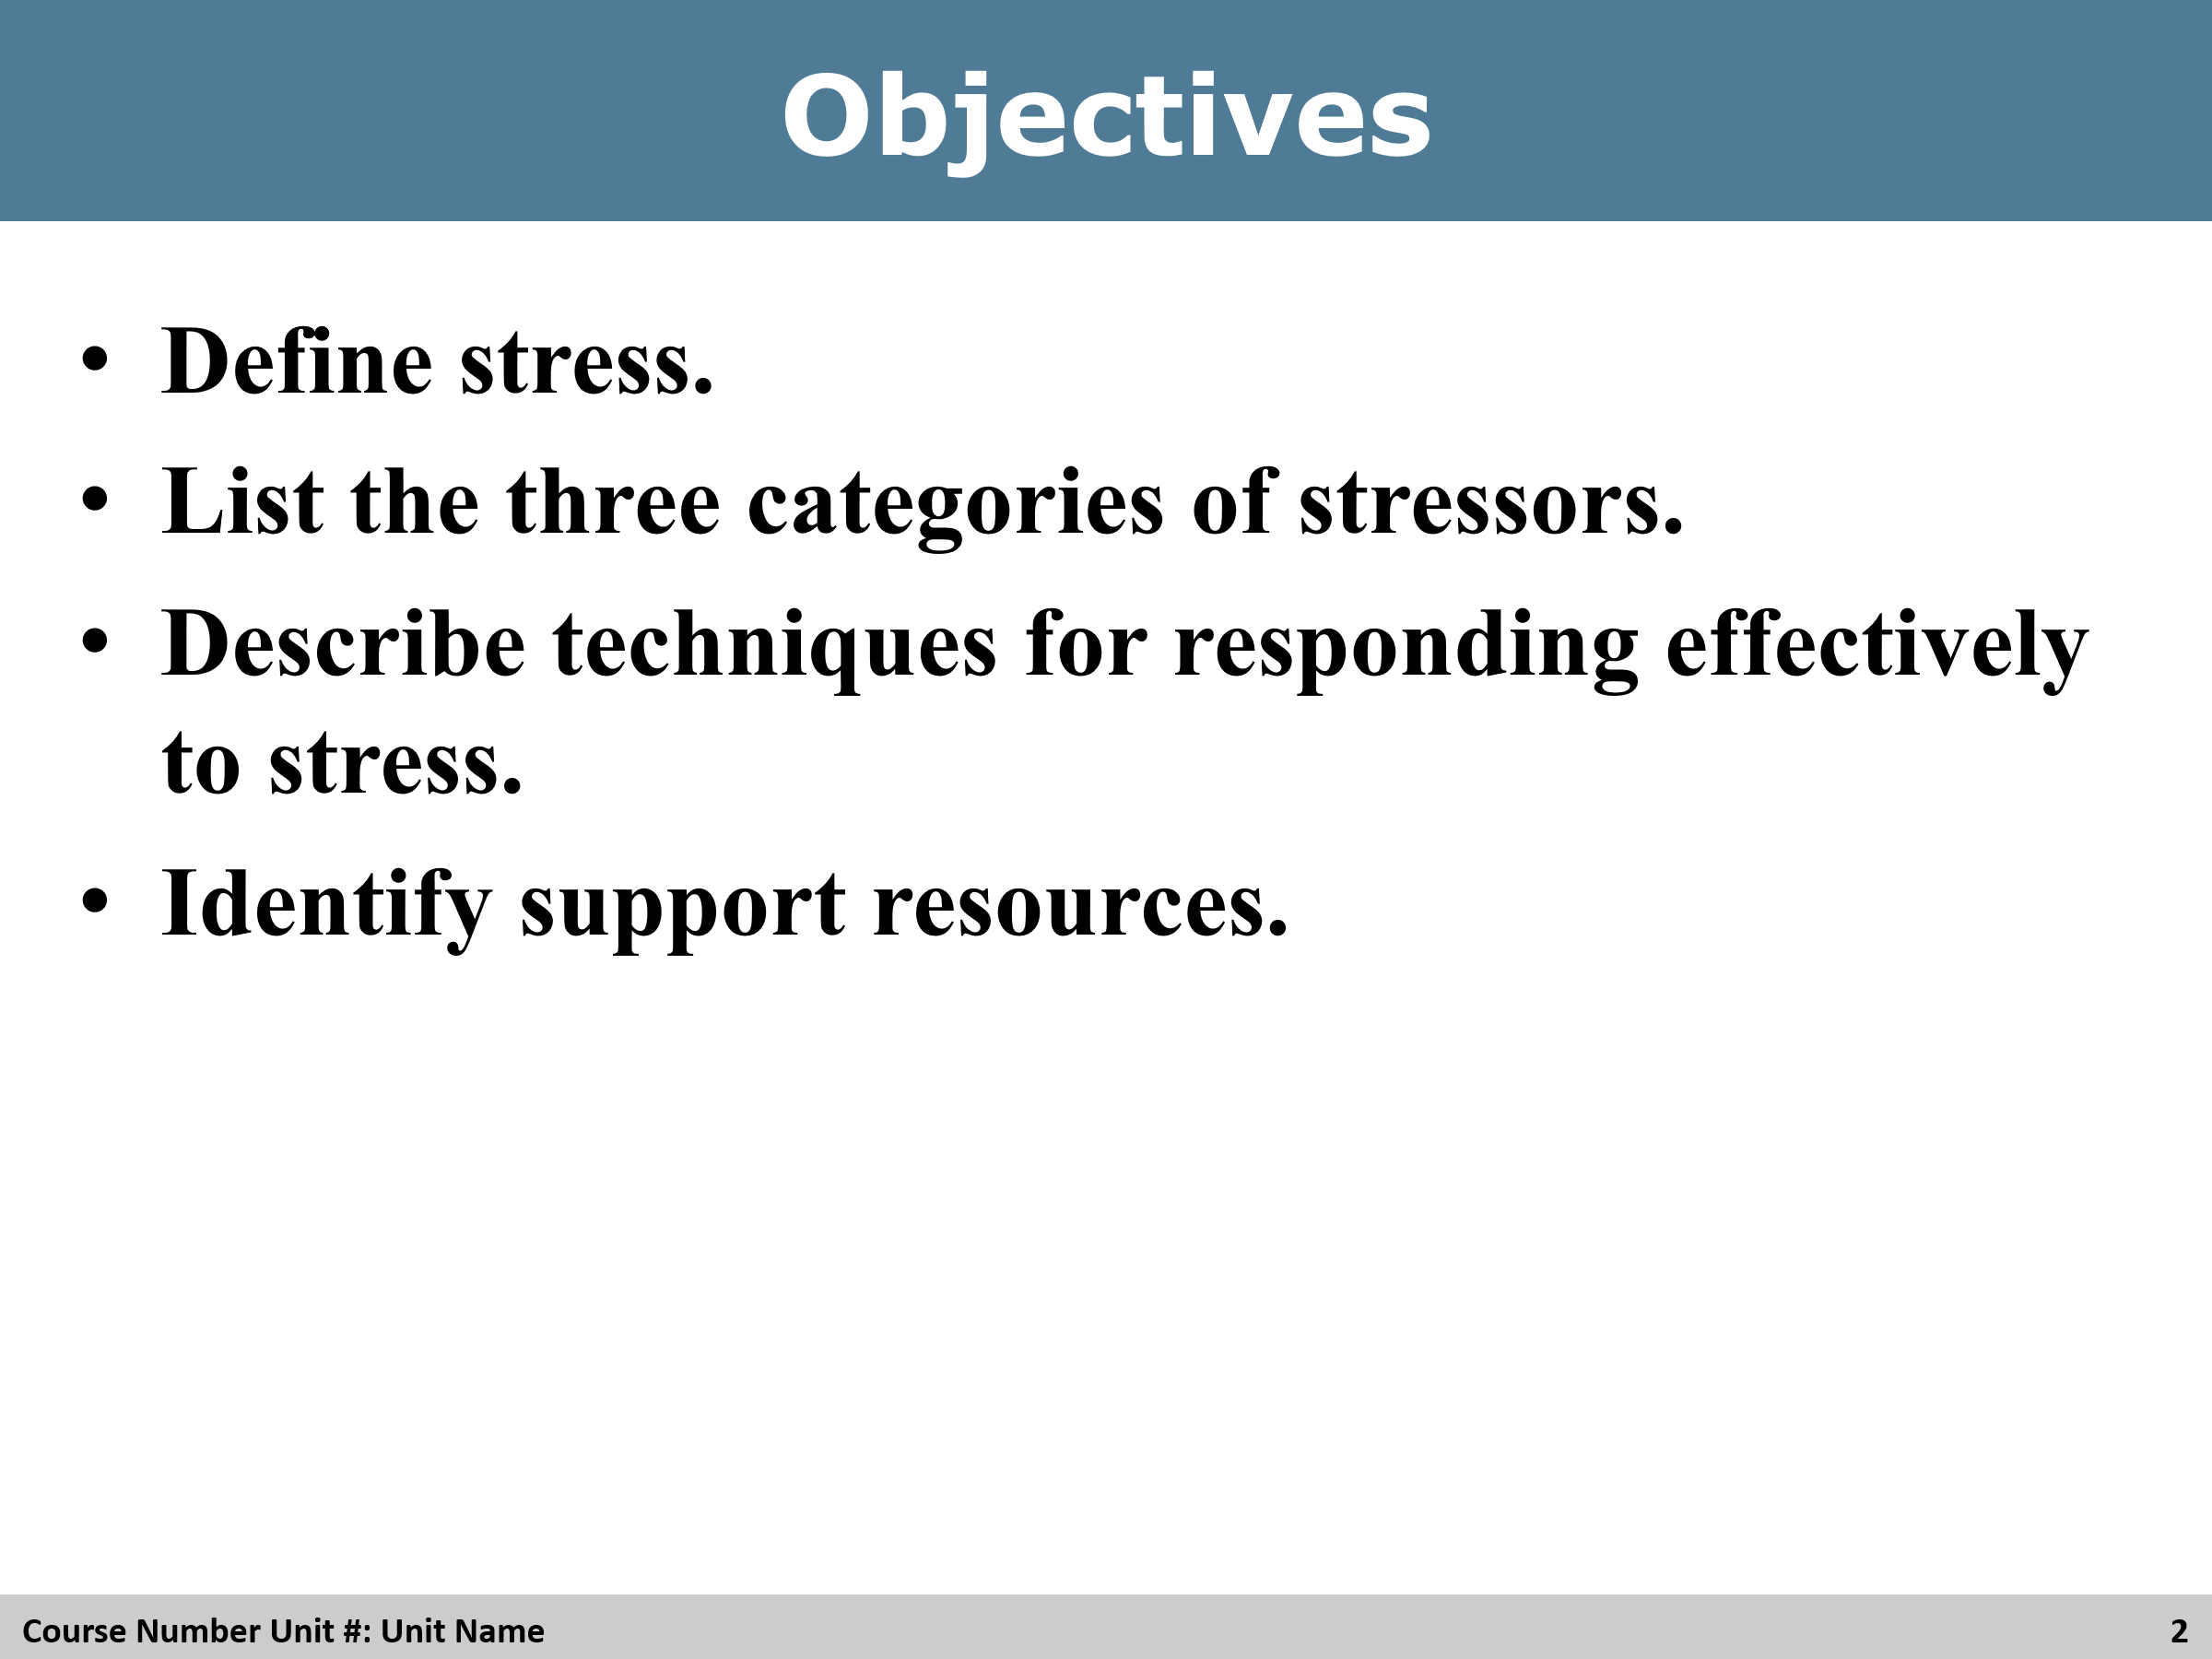 Objectives
• Define stress.
• List the three categories of stressors.
• Describe techniques for responding effectively
to stress.
• Identify support resources.
Course Number Unit #: Unit Name
2